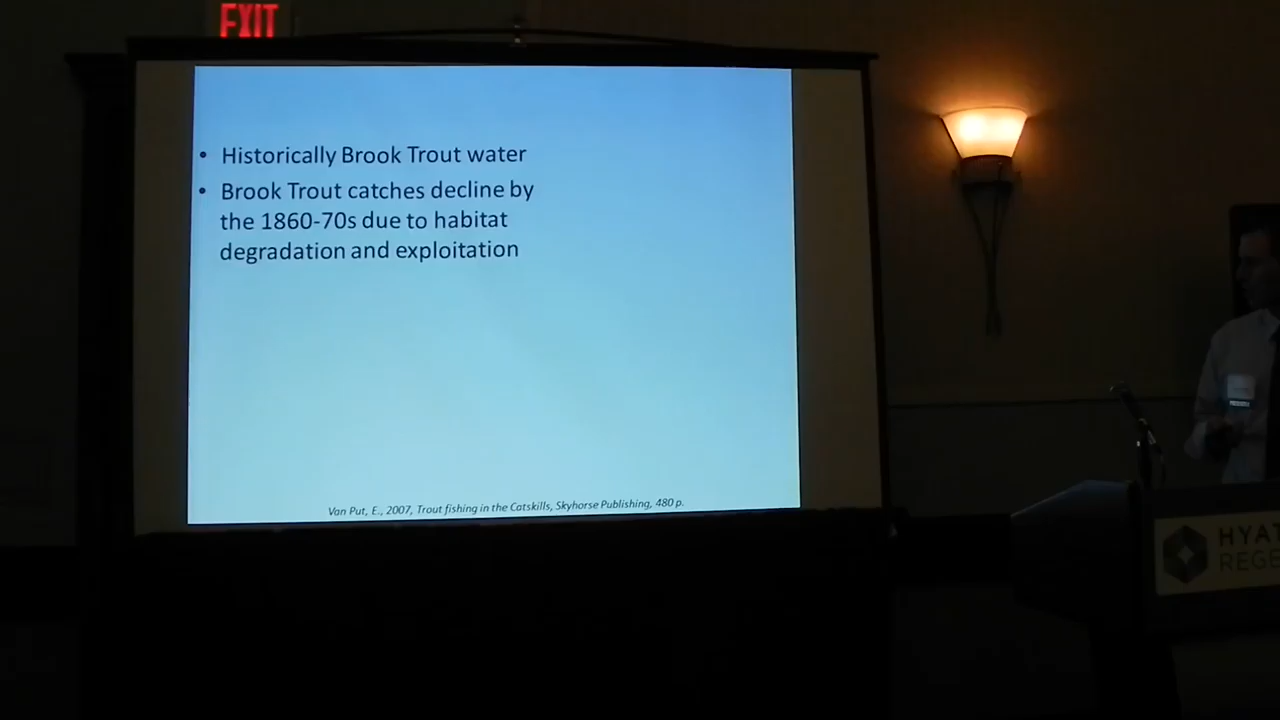 EXIT
• Historically Brook Trout water
• Brook Trout catches decline by
the 1860-70s due to habitat
degradation and exploitation
Van Put, E., 2007, Trout fishing in the Catskills, Skyhorse Publishing, 480 p.
HYA
REGE